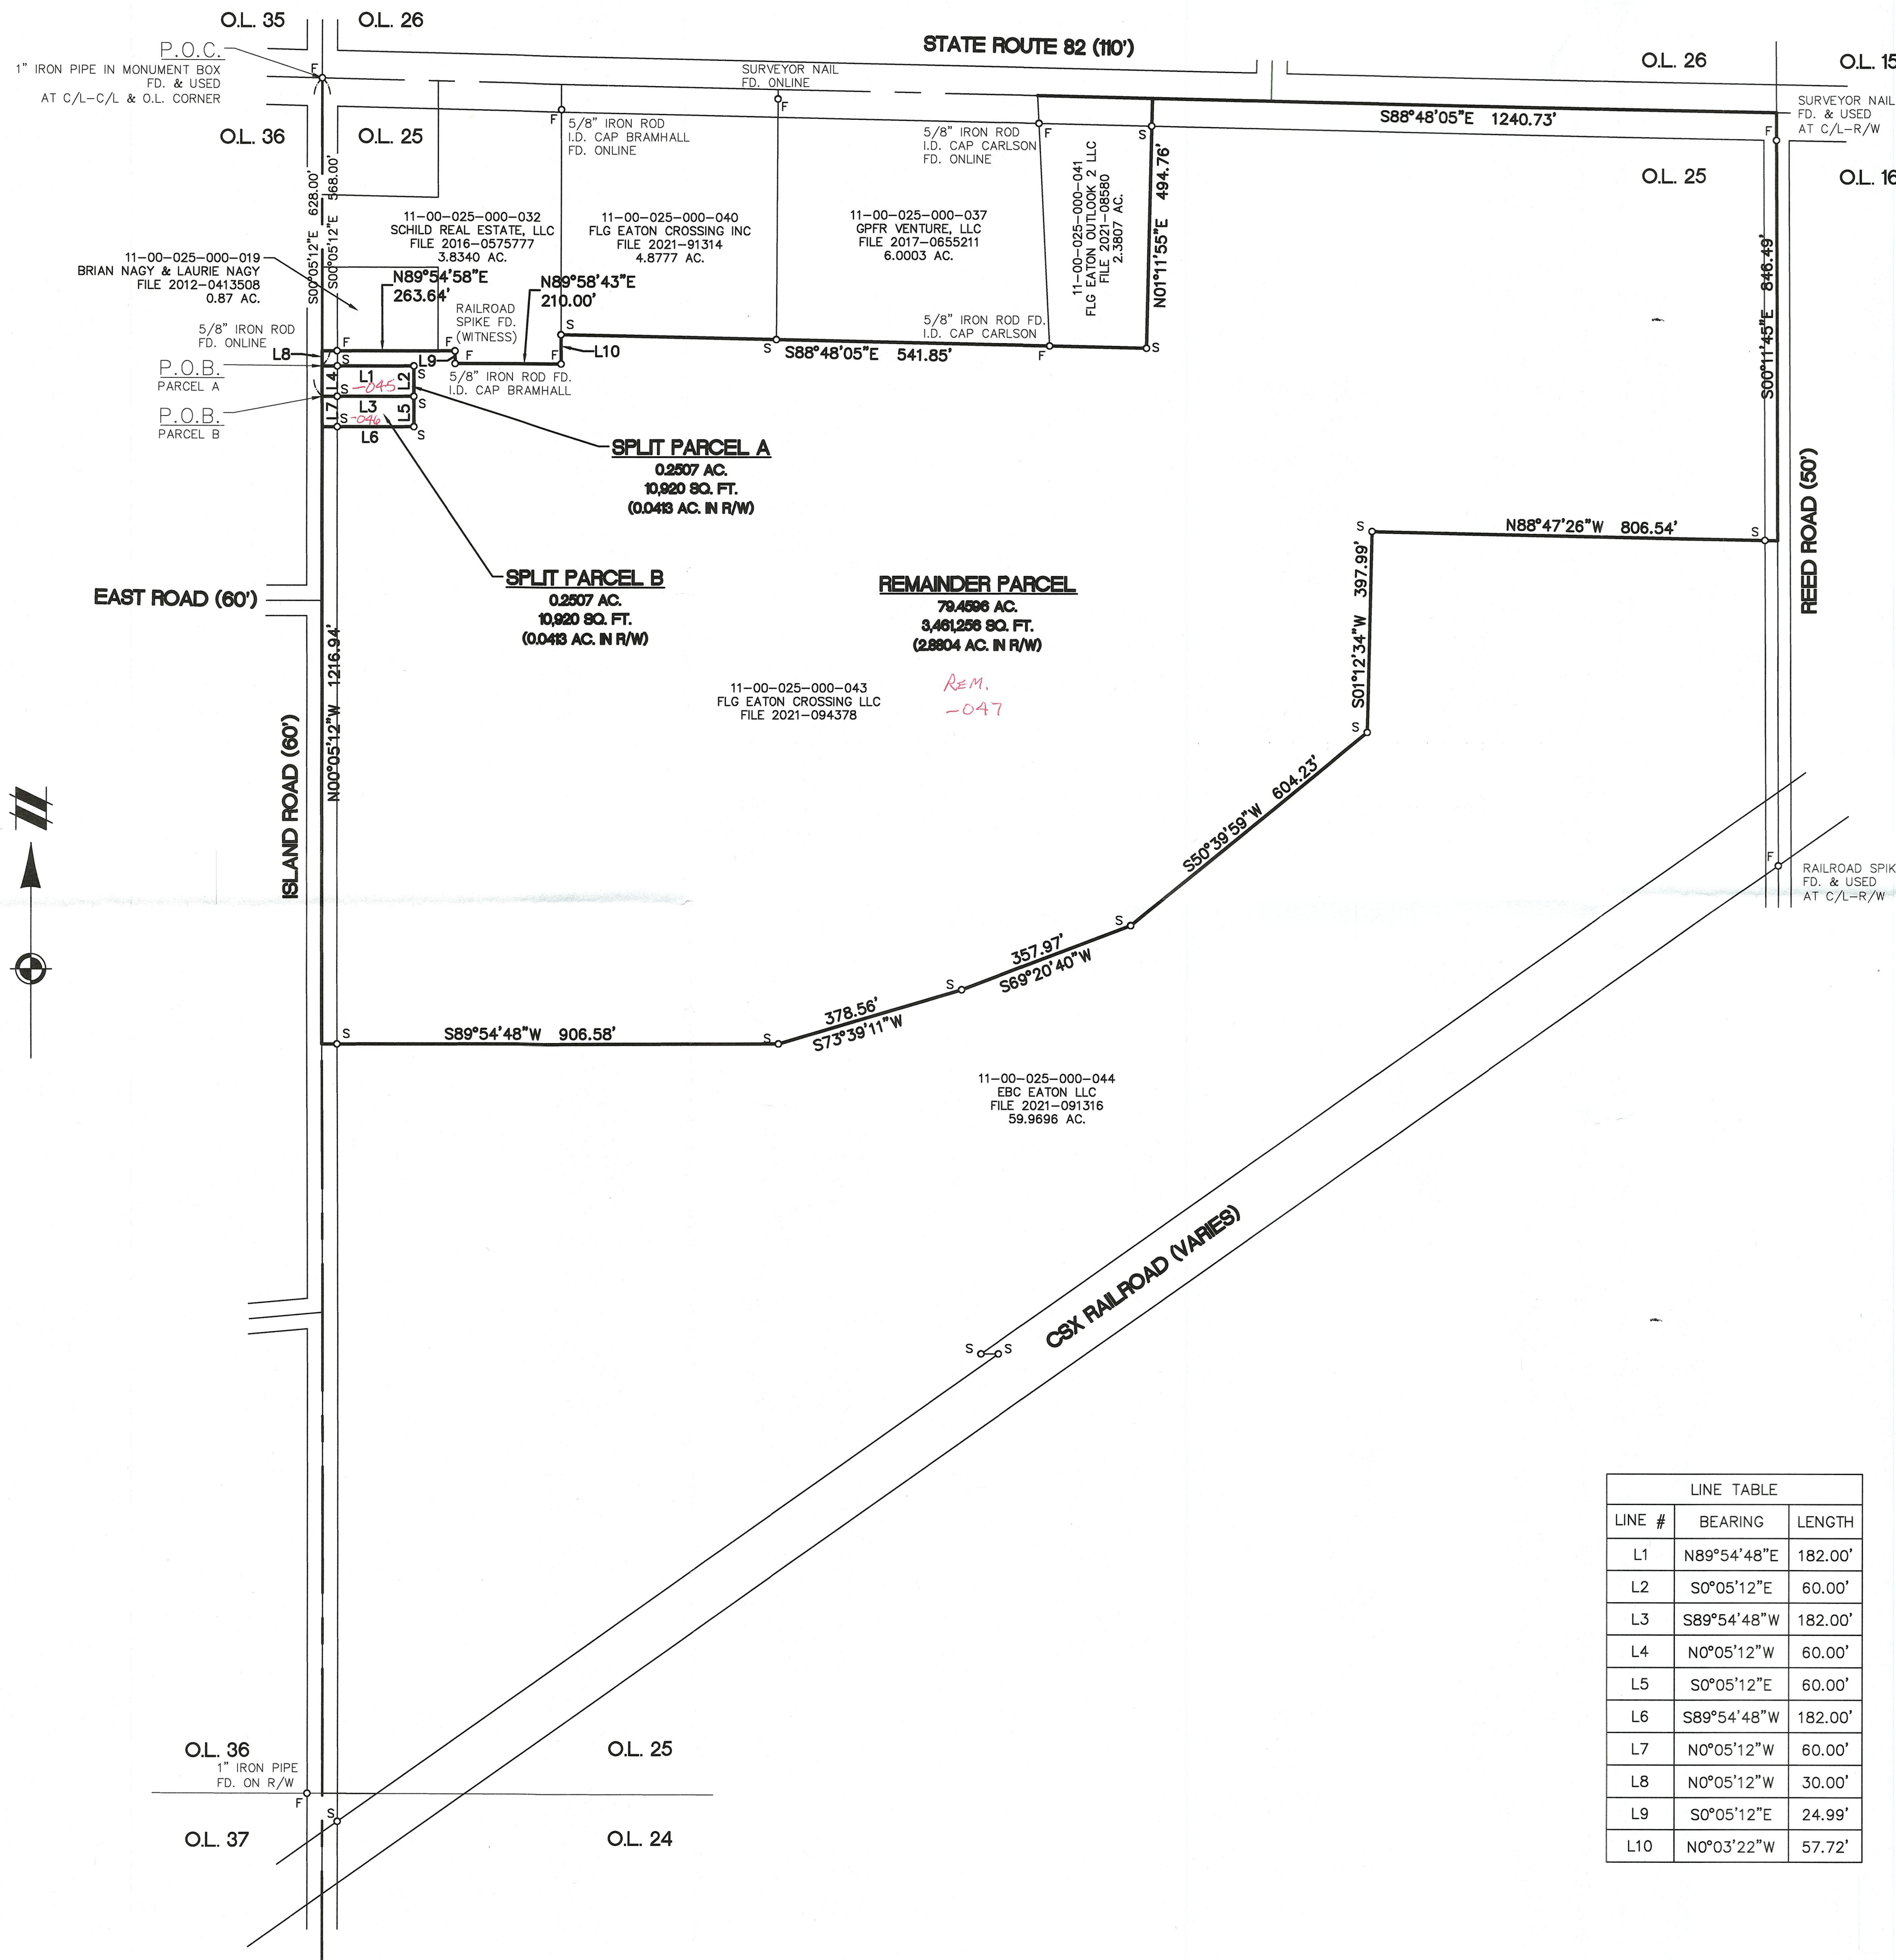 O.L. 35
O.L. 26
P.O.C.
1" IRON PIPE IN MONUMENT BOX
FD. & USED
AT C/L-C/L & O.L. CORNER
F
STATE ROUTE 82 (110')
SURVEYOR NAIL
FD. ONLINE
F
O.L. 26
O.L. 15
SURVEYOR NAIL
FD. & USED
AT C/L-R/W
F
S88°48'05"E 1240.73'
O.L. 36
O.L. 25
F
5/8" IRON ROD
I.D. CAP BRAMHALL
FD. ONLINE
5/8" IRON ROD
I.D. CAP CARLSON
FD. ONLINE
F
S
O.L. 25
O.L. 16
S00°05'12"E 628.00'
S00°05'12"E 568.00'
11-00-025-000-032
SCHILD REAL ESTATE, LLC
FILE 2016-0575777
3.8340 AC.
11-00-025-000-040
FLG EATON CROSSING INC
FILE 2021-91314
4.8777 AC.
11-00-025-000-037
GPFR VENTURE, LLC
FILE 2017-0655211
6.0003 AC.
11-00-025-000-041
FLG EATON OUTLOOK 2 LLC
FILE 2021-08580
2.3807 AC.
N01°11'55"E 494.76'
S00°11'45"E 846.49'
11-00-025-000-019
BRIAN NAGY & LAURIE NAGY
FILE 2012-0413508
0.87 AC.
N89°54'58"E
263.64'
N89°58'43"E
210.00'
RAILROAD
SPIKE FD.
(WITNESS)
5/8" IRON ROD
FD. ONLINE
L8
F
S
F
L9
F
F
S
L10
S
S88°48'05"E 541.85'
5/8" IRON ROD FD.
I.D. CAP CARLSON
F
S
5/8" IRON ROD FD.
I.D. CAP BRAMHALL
P.O.B.
PARCEL A
L4
L1
-045
L2
S
S
S
P.O.B.
PARCEL B
L7
L3
-046
L5
S
L6
S
SPLIT PARCEL A
0.2507 AC.
10,920 SQ. FT.
(0.0413 AC. IN R/W)
SPLIT PARCEL B
0.2507 AC.
10,920 SQ. FT.
(0.0413 AC. IN R/W)
REMAINDER PARCEL
79.4596 AC.
3,461,256 SQ. FT.
(2.8804 AC. IN R/W)
S
N88°47'26"W 806.54'
S
REED ROAD (50')
EAST ROAD (60')
N00°05'12"W 1216.94'
S01°12'34"W 397.99'
11-00-025-000-043
FLG EATON CROSSING LLC
FILE 2021-094378
REM.
-047
S
ISLAND ROAD (60')
S50°39'59"W 604.23'
F
RAILROAD SPIK
FD. & USED
AT C/L-R/W
S
357.97'
S69°20'40"W
S
378.56'
S73°39'11"W
S
S89°54'48"W 906.58'
S
11-00-025-000-044
EBC EATON LLC
FILE 2021-091316
59.9696 AC.
CSX RAILROAD (VARIES)
S
S
LINE TABLE
LINE # BEARING LENGTH
L1 N89°54'48"E 182.00'
L2 S0°05'12"E 60.00'
L3 S89°54'48"W 182.00'
L4 N0°05'12"W 60.00'
L5 S0°05'12"E 60.00'
L6 S89°54'48"W 182.00'
L7 N0°05'12"W 60.00'
L8 N0°05'12"W 30.00'
L9 S0°05'12"E 24.99'
L10 N0°03'22"W 57.72'
O.L. 36
1" IRON PIPE
FD. ON R/W
F
S
O.L. 25
O.L. 37
O.L. 24